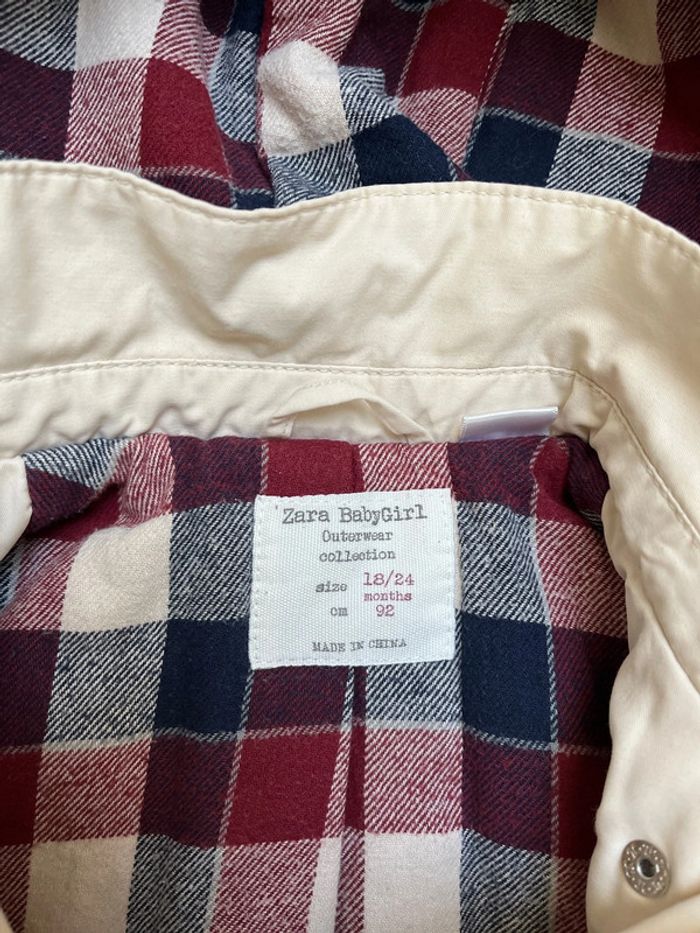 Zara BabyGirl
Outerwear
collection
size 18/24
months
cm 92
MADE IN CHINA